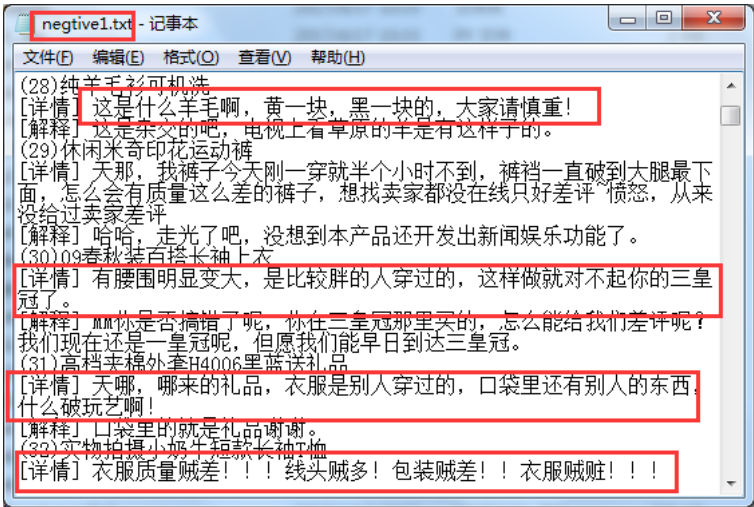 negtive1.txt - 记事本
文件(F) 编辑(E) 格式(O) 查看(V) 帮助(H)
(28)纯羊毛衫可机洗
[详情] 这是什么羊毛啊，黄一块，黑一块的，大家请慎重！
[解释] 这是杂交的吧，电视上看草原的羊是有这样子的。
(29)休闲米奇印花运动裤
[详情] 天那，我裤子今天刚一穿就半个小时不到，裤裆一直破到大腿最下
面，怎么会有质量这么差的裤子，想找卖家都没在线只好差评~愤怒，从来
没给过卖家差评
[解释] 哈哈，走光了吧，没想到本产品还开发出新闻娱乐功能了。
(30)09春秋装百搭长袖上衣
[详情] 有腰围明显变大，是比较胖的人穿过的，这样做就对不起你的三皇
冠了。
[解释] MM你是否搞错了呢，你在三皇冠那里买的，怎么能给我们差评呢？
我们现在还是一皇冠呢，但愿我们能早日到达三皇冠。
(31)高档夹棉外套H4006黑蓝送礼品
[详情] 天哪，哪来的礼品，衣服是别人穿过的，口袋里还有别人的东西，
什么破玩艺啊！
[解释] 口袋里的就是礼品谢谢。
(32)实物拍摄小奶牛短款长袖T恤
[详情] 衣服质量贼差！！！线头贼多！包装贼差！！衣服贼脏！！！